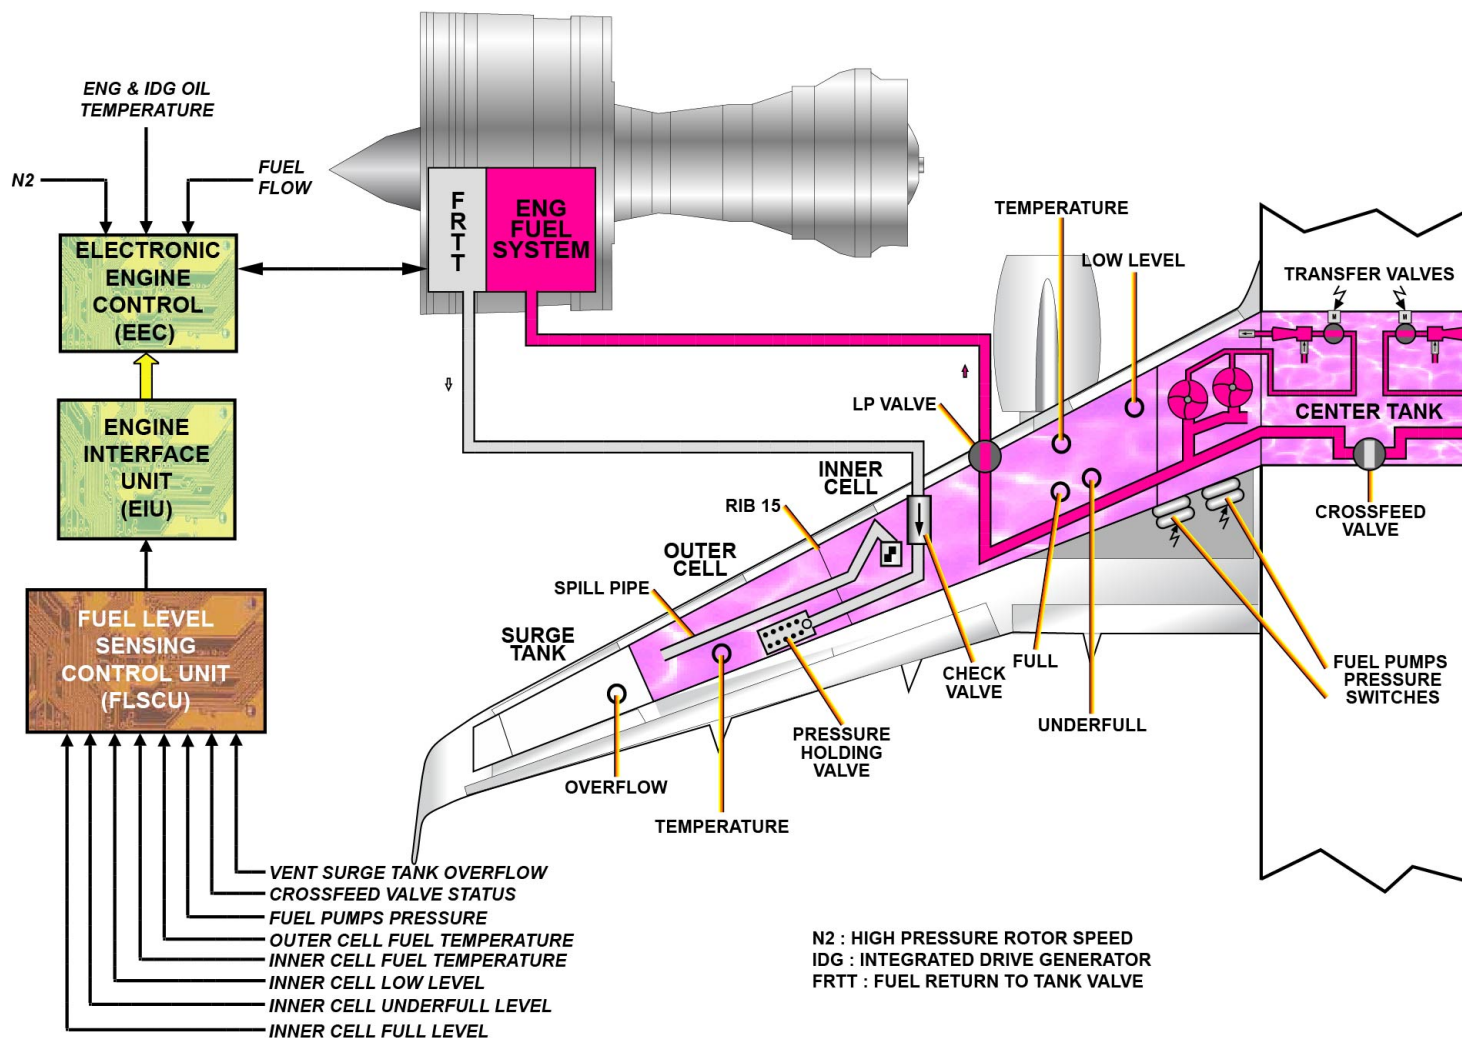 ENG & IDG OIL
TEMPERATURE
N2
FUEL
FLOW
ELECTRONIC
ENGINE
CONTROL
(EEC)
ENGINE
INTERFACE
UNIT
(EIU)
FUEL LEVEL
SENSING
CONTROL UNIT
(FLSCU)
VENT SURGE TANK OVERFLOW
CROSSFEED VALVE STATUS
FUEL PUMPS PRESSURE
OUTER CELL FUEL TEMPERATURE
INNER CELL FUEL TEMPERATURE
INNER CELL LOW LEVEL
INNER CELL UNDERFULL LEVEL
INNER CELL FULL LEVEL
F
R
T
T
ENG
FUEL
SYSTEM
TEMPERATURE
LOW LEVEL
TRANSFER VALVES
M
M
LP VALVE
CENTER TANK
INNER
CELL
RIB 15
CROSSFEED
VALVE
OUTER
CELL
SPILL PIPE
SURGE
TANK
CHECK
VALVE
FULL
FUEL PUMPS
PRESSURE
SWITCHES
UNDERFULL
PRESSURE
HOLDING
VALVE
OVERFLOW
TEMPERATURE
N2 : HIGH PRESSURE ROTOR SPEED
IDG : INTEGRATED DRIVE GENERATOR
FRTT : FUEL RETURN TO TANK VALVE